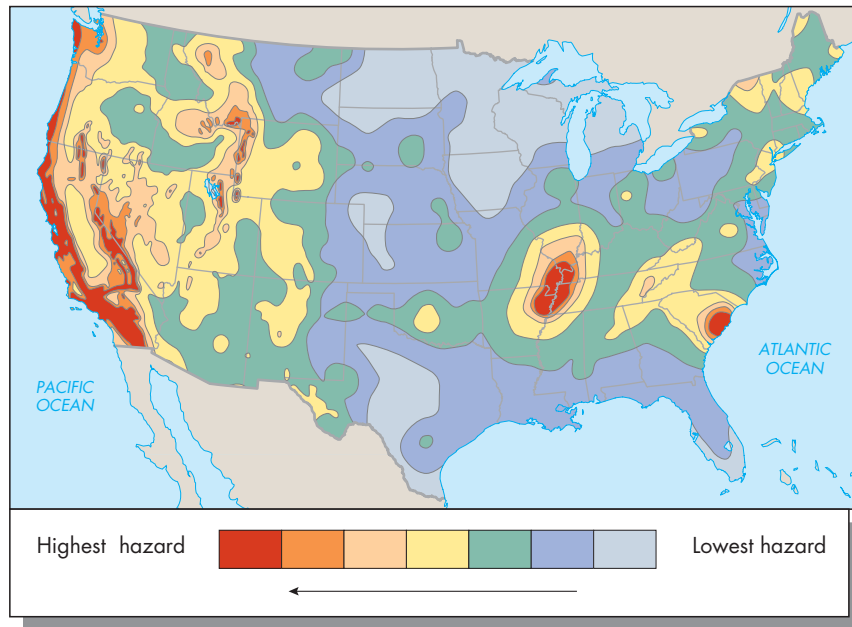 PACIFIC
OCEAN
ATLANTIC
OCEAN
Highest hazard
Lowest hazard